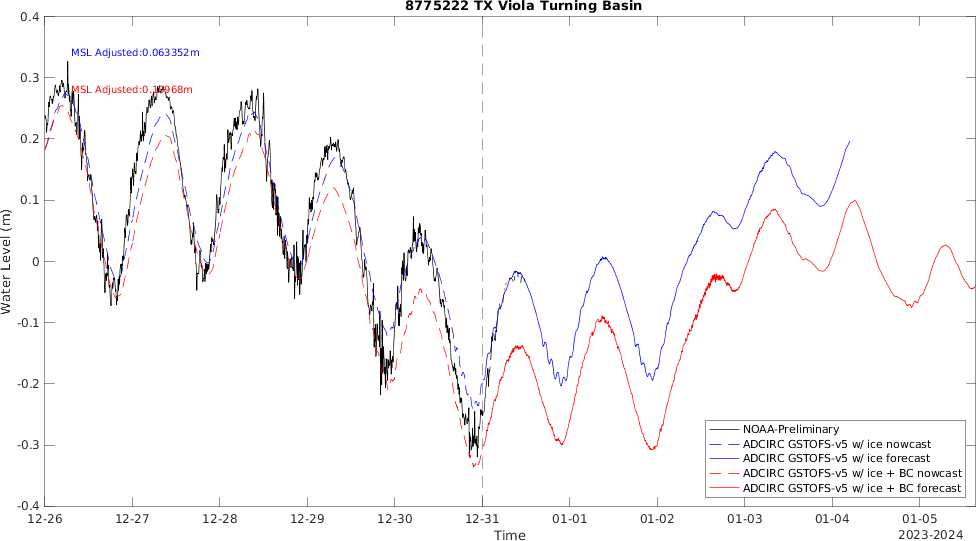 8775222 TX Viola Turning Basin
MSL Adjusted:0.063352m
MSL
0.4
0.3
0.2
0.1
0
-0.1
-0.2
-0.3
-0.4
Water Level (m)
12-26
12-27
12-28
12-29
12-30
12-31
01-01
01-02
01-03
01-04
01-05
Time
2023-2024
NOAA-Preliminary
ADCIRC GSTOFS-v5 w/ice nowcast
ADCIRC GSTOFS-v5 w/ice forecast
ADCIRC GSTOFS-v5 w/ice + BC nowcast
ADCIRC GSTOFS-v5 w/ice + BC forecast